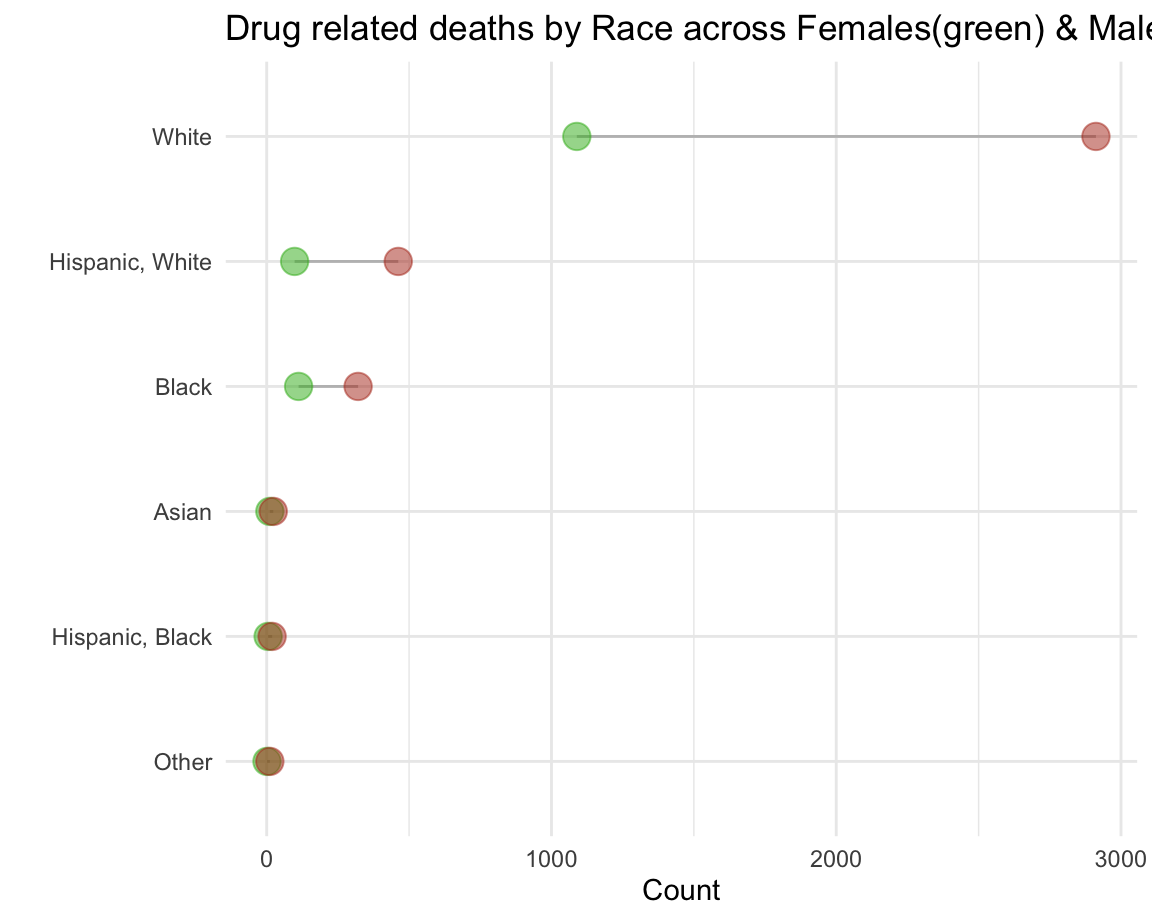 Drug related deaths by Race across Females(green) &
White
Hispanic, White
Black
Asian
Hispanic, Black
Other
0 1000 2000 3000
Count